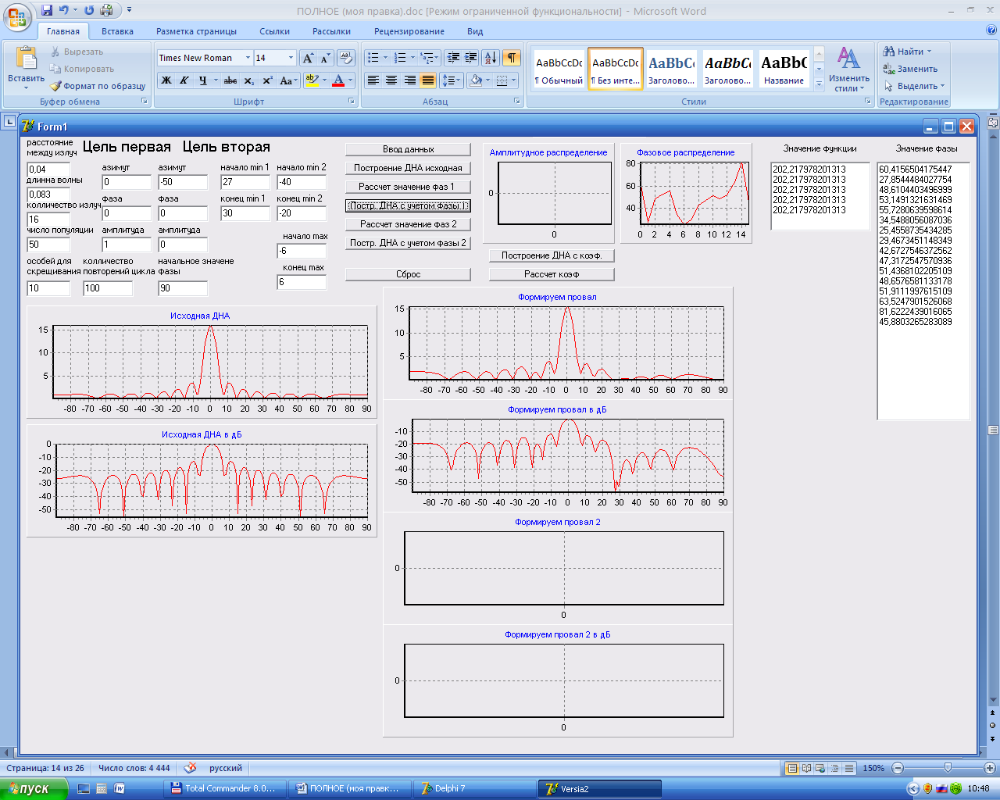 ПОЛНОЕ (моя правка).doc [Режим ограниченной функциональности] - Microsoft Word
Главная Вставка Разметка страницы Ссылки Рассылки Рецензирование Вид
Вставить
Вырезать
Копировать
Формат по образцу
Буфер обмена
Times New Roman 14
Ж К Ч abc x₂ x² Aa
Шрифт
Абзац
AaBbCcDc AaBbCcDc AaBbCc AaBbCc AaBbC
¶ Обычный ¶ Без инте... Заголово... Заголово... Название
Изменить стили
Стили
Найти
Заменить
Выделить
Редактирование
Form1
расстояние
между излуч
0,04
длинна волны
0,083
колличество излуч
16
число популяции
50
особей для
скрещивания
10
Цель первая Цель вторая
азимут азимут начало min 1 начало min 2
0 -50 27 -40
фаза фаза конец min 1 конец min 2
0 0 30 -20
амплитуда амплитуда начало max
1 0 -6
колличество
повторений цикла
100
начальное значене
фазы
90
конец max
6
Ввод данных
Построение ДНА исходная
Рассчет значение фаз 1
Постр. ДНА с учетом фазы 1
Рассчет значение фаз 2
Постр. ДНА с учетом фазы 2
Сброс
Амплитудное распределение
0
0
Фазовое распределение
80
60
40
0 2 4 6 8 10 12 14
Построение ДНА с коэф.
Рассчет коэф
Значение функции
202,217978201313
202,217978201313
202,217978201313
202,217978201313
202,217978201313
Значение фазы
60,4156504175447
27,8544484027754
48,6104403496999
53,1491321631469
55,7280639598614
34,5488056087036
25,4558735434285
29,4673451148349
42,6727546372562
47,3172547570936
51,4368102205109
48,6576581133178
51,9111997615109
63,5247901526068
81,6222439016065
45,8803265283089
Исходная ДНА
15
10
5
-80 -70 -60 -50 -40 -30 -20 -10 0 10 20 30 40 50 60 70 80 90
Исходная ДНА в дБ
0
-10
-20
-30
-40
-50
-80 -70 -60 -50 -40 -30 -20 -10 0 10 20 30 40 50 60 70 80 90
Формируем провал
15
10
5
-80 -70 -60 -50 -40 -30 -20 -10 0 10 20 30 40 50 60 70 80 90
Формируем провал в дБ
-10
-20
-30
-40
-50
-80 -70 -60 -50 -40 -30 -20 -10 0 10 20 30 40 50 60 70 80 90
Формируем провал 2
0
0
Формируем провал 2 в дБ
0
0
Страница: 14 из 26 Число слов: 4 444 русский 150%
пуск Total Commander 8.0... ПОЛНОЕ (моя правк... Delphi 7 Versia2 10:48